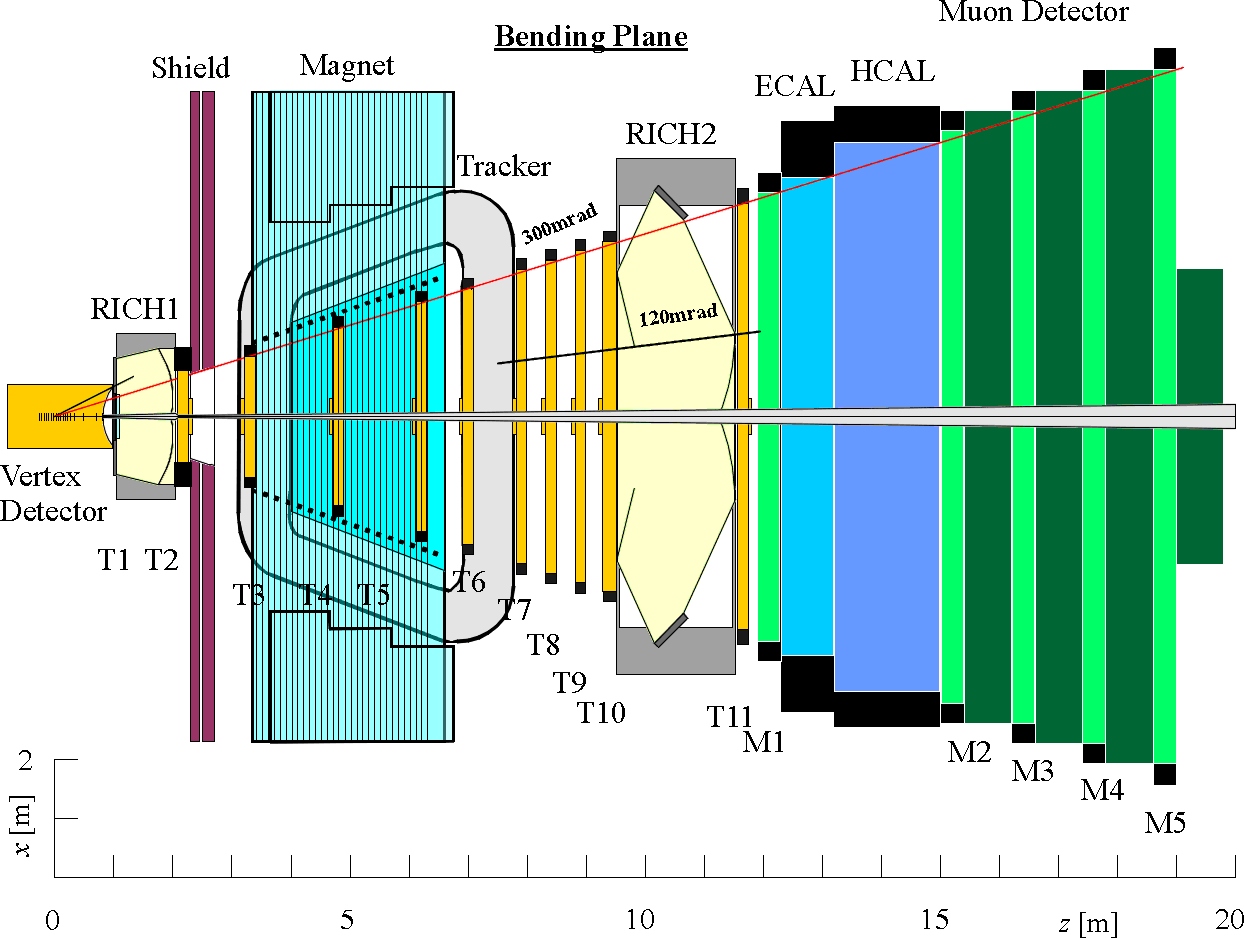 Muon Detector
Bending Plane
Shield
Magnet
HCAL
ECAL
RICH2
Tracker
300mrad
RICH1
120mrad
Vertex
Detector
T1 T2
T3 T4 T5 T6
T7
T8
T9
T10
T11
M1
M2
M3
M4
M5
2
x [m]
0 5 10 15 20
z [m]